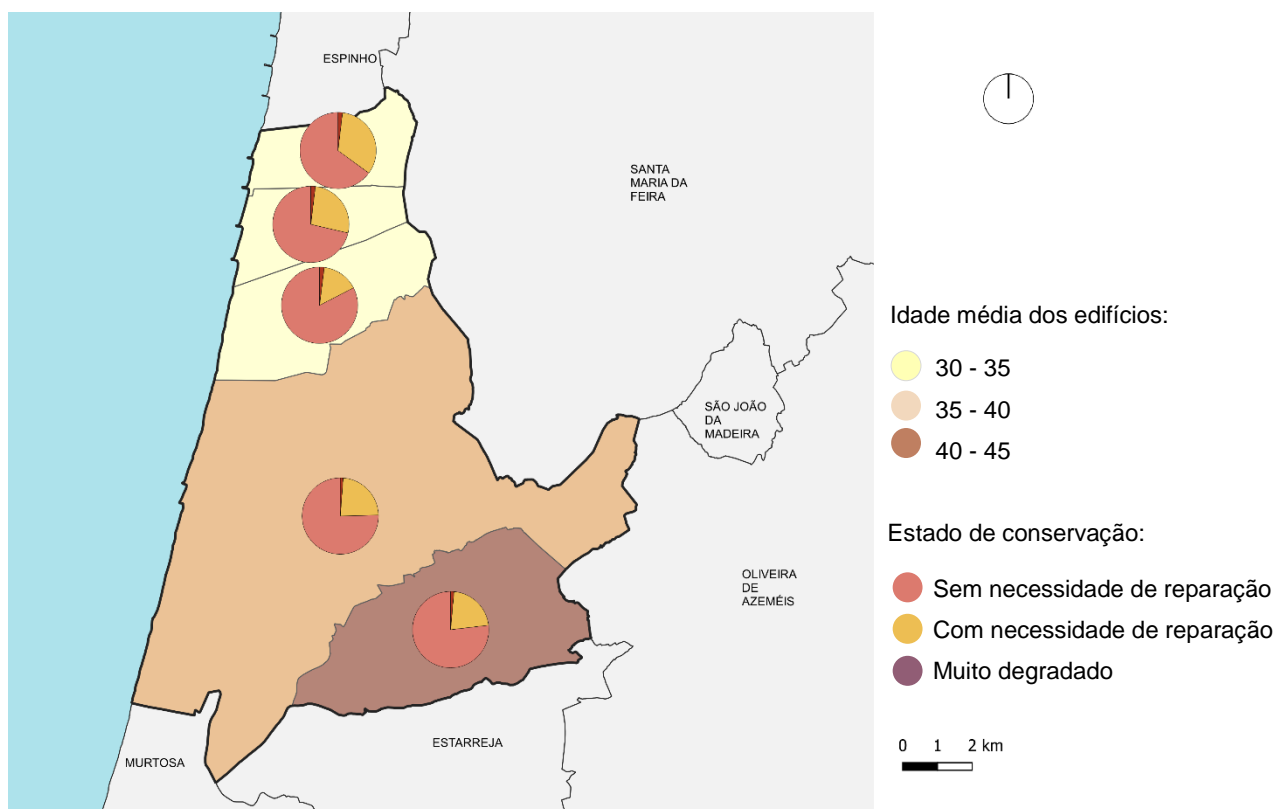 ESPINHO
SANTA
MARIA DA
FEIRA
SÃO JOÃO
DA
MADEIRA
OLIVEIRA
DE
AZEMÉIS
ESTARREJA
MURTOSA
Idade média dos edifícios:
30 - 35
35 - 40
40 - 45
Estado de conservação:
Sem necessidade de reparação
Com necessidade de reparação
Muito degradado
0 1 2 km